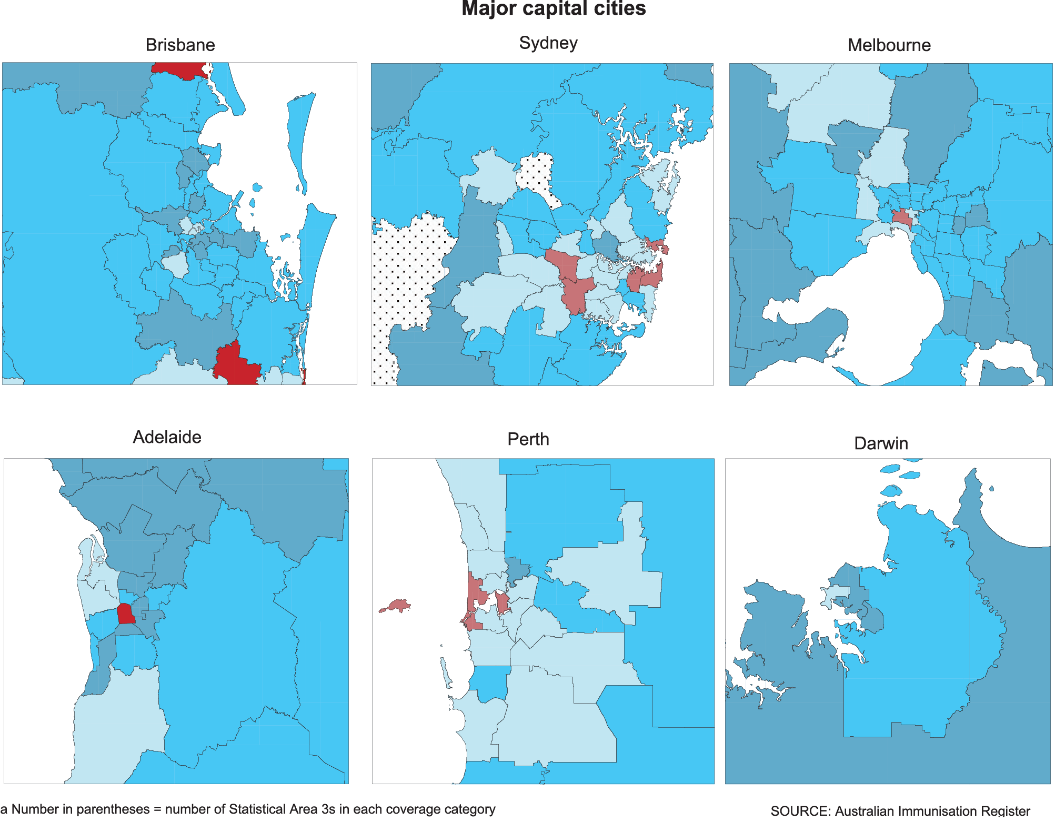 Major capital cities
Brisbane
Sydney
Melbourne
Adelaide
Perth
Darwin
a Number in parentheses = number of Statistical Area 3s in each coverage category
SOURCE: Australian Immunisation Register